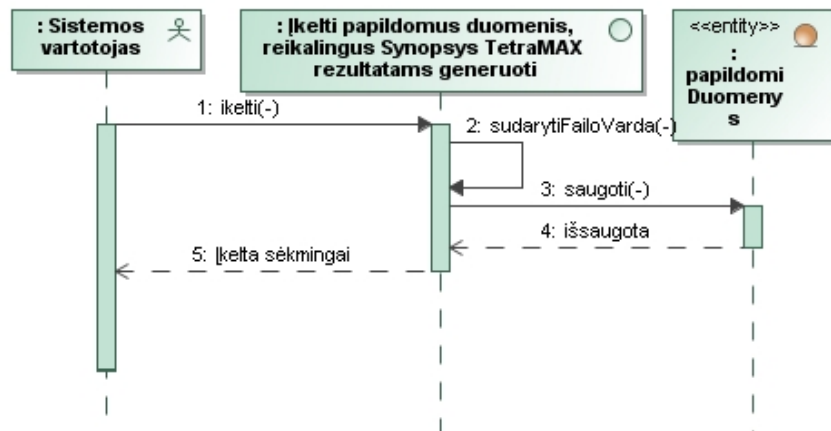 : Sistemos
vartotojas
: Įkelti papildomus duomenis,
reikalingus Synopsys TetraMAX
rezultatams generuoti
<<entity>>
:
papildomi
Duomeny
s
1: ikelti(-)
2: sudarytiFailoVarda(-)
3: saugoti(-)
4: išsaugota
5: Įkelta sėkmingai